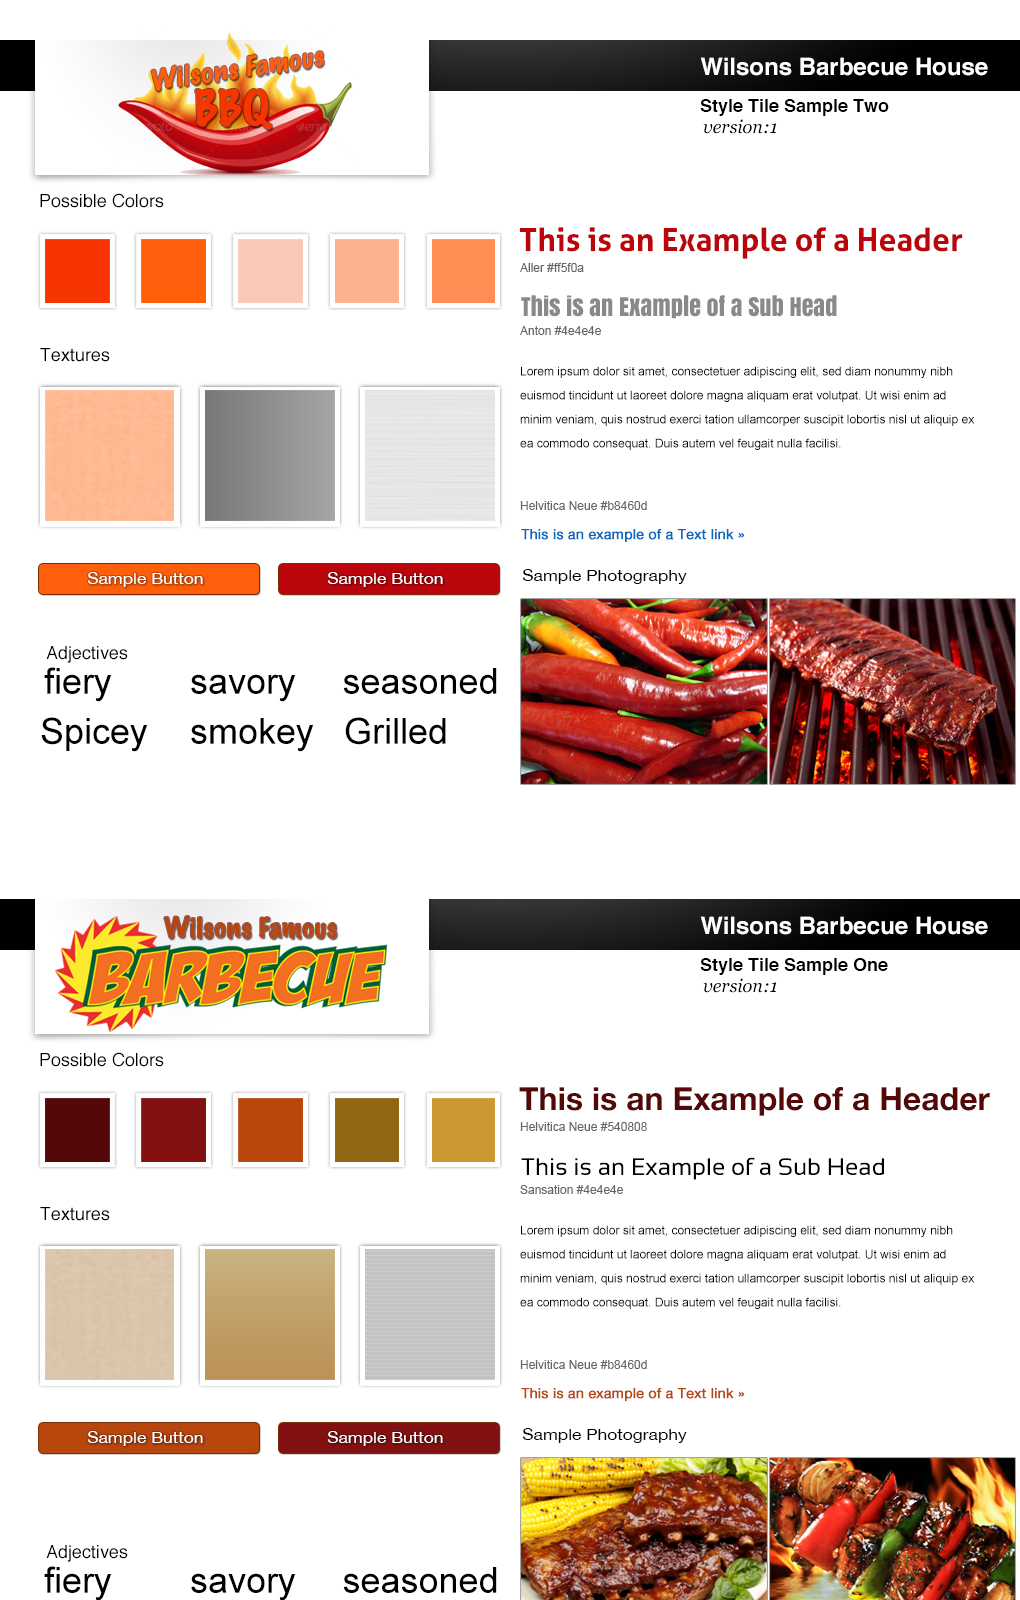 Wilsons Famous
BBQ
Wilsons Barbecue House
Style Tile Sample Two
version:1
Possible Colors
This is an Example of a Header
Aller #ff5f0a
This is an Example of a Sub Head
Anton #4e4e4e
Textures
Lorem ipsum dolor sit amet, consectetuer adipiscing elit, sed diam nonummy nibh
euismod tincidunt ut laoreet dolore magna aliquam erat volutpat. Ut wisi enim ad
minim veniam, quis nostrud exerci tation ullamcorper suscipit lobortis nisl ut aliquip ex
ea commodo consequat. Duis autem vel feugait nulla facilisi.
Helvitica Neue #b8460d
This is an example of a Text link »
Sample Button
Sample Button
Sample Photography
Adjectives
fiery savory seasoned
Spicey smokey Grilled
Wilsons Famous
BARBECUE
Wilsons Barbecue House
Style Tile Sample One
version:1
Possible Colors
This is an Example of a Header
Helvitica Neue #540808
This is an Example of a Sub Head
Sansation #4e4e4e
Textures
Lorem ipsum dolor sit amet, consectetuer adipiscing elit, sed diam nonummy nibh
euismod tincidunt ut laoreet dolore magna aliquam erat volutpat. Ut wisi enim ad
minim veniam, quis nostrud exerci tation ullamcorper suscipit lobortis nisl ut aliquip ex
ea commodo consequat. Duis autem vel feugait nulla facilisi.
Helvitica Neue #b8460d
This is an example of a Text link »
Sample Button
Sample Button
Sample Photography
Adjectives
fiery savory seasoned